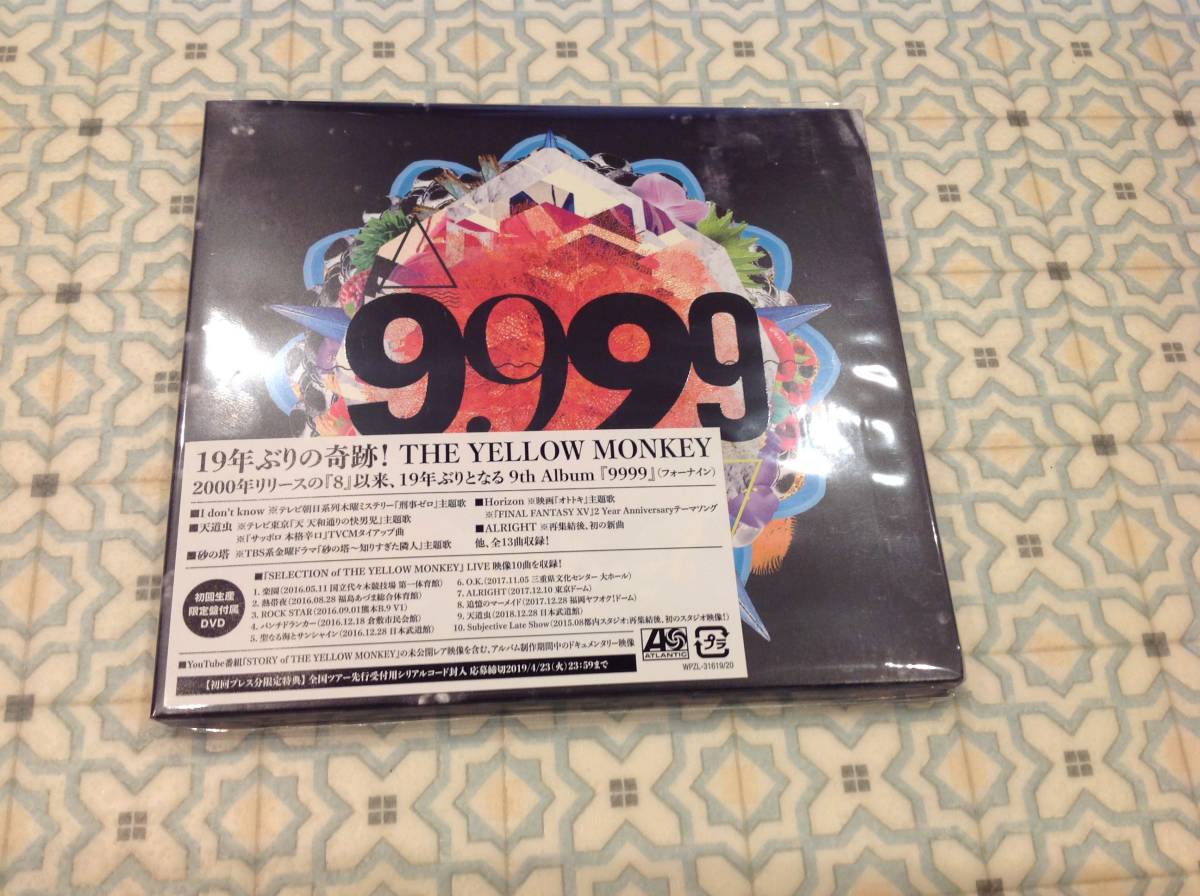 9999
19年ぶりの奇跡! THE YELLOW MONKEY
2000年リリースの『8』以来、19年ぶりとなる 9th Album 『9999』(フォーナイン)
■I don't know ※テレビ朝日系列木曜ミステリー「刑事ゼロ」主題歌
■天道虫 ※テレビ東京「天 天和通りの快男児」主題歌
※「サッポロ 本格辛口」TVCMタイアップ曲
■砂の塔 ※TBS系金曜ドラマ「砂の塔〜知りすぎた隣人」主題歌
■Horizon ※映画「オトトキ」主題歌
※「FINAL FANTASY XV」2 Year Anniversaryテーマソング
■ALRIGHT ※再集結後、初の新曲
他、全13曲収録!
初回生産
限定盤付属
DVD
■「SELECTION of THE YELLOW MONKEY」 LIVE 映像10曲を収録!
1. 楽園(2016.05.11 国立代々木競技場 第一体育館)
2. 熱帯夜(2016.08.28 福島あづま総合体育館)
3. ROCK STAR(2016.09.01熊本B.9 V1)
4. パンチドランカー(2016.12.18 倉敷市民会館)
5. 聖なる海とサンシャイン(2016.12.28 日本武道館)
6. O.K.(2017.11.05 三重県文化センター 大ホール)
7. ALRIGHT(2017.12.10 東京ドーム)
8. 追憶のマーメイド(2017.12.28 福岡ヤフオク!ドーム)
9. 天道虫(2018.12.28 日本武道館)
10. Subjective Late Show(2015.08都内スタジオ:再集結後、初のスタジオ映像!)
■YouTube番組「STORY of THE YELLOW MONKEY」の未公開レア映像を含む、アルバム制作期間中のドキュメンタリー映像
【初回プレス分限定特典】 全国ツアー先行受付用シリアルコード封入 応募締切2019/4/23(火)23:59まで
ATLANTIC
プラ
WPZL-31619/20